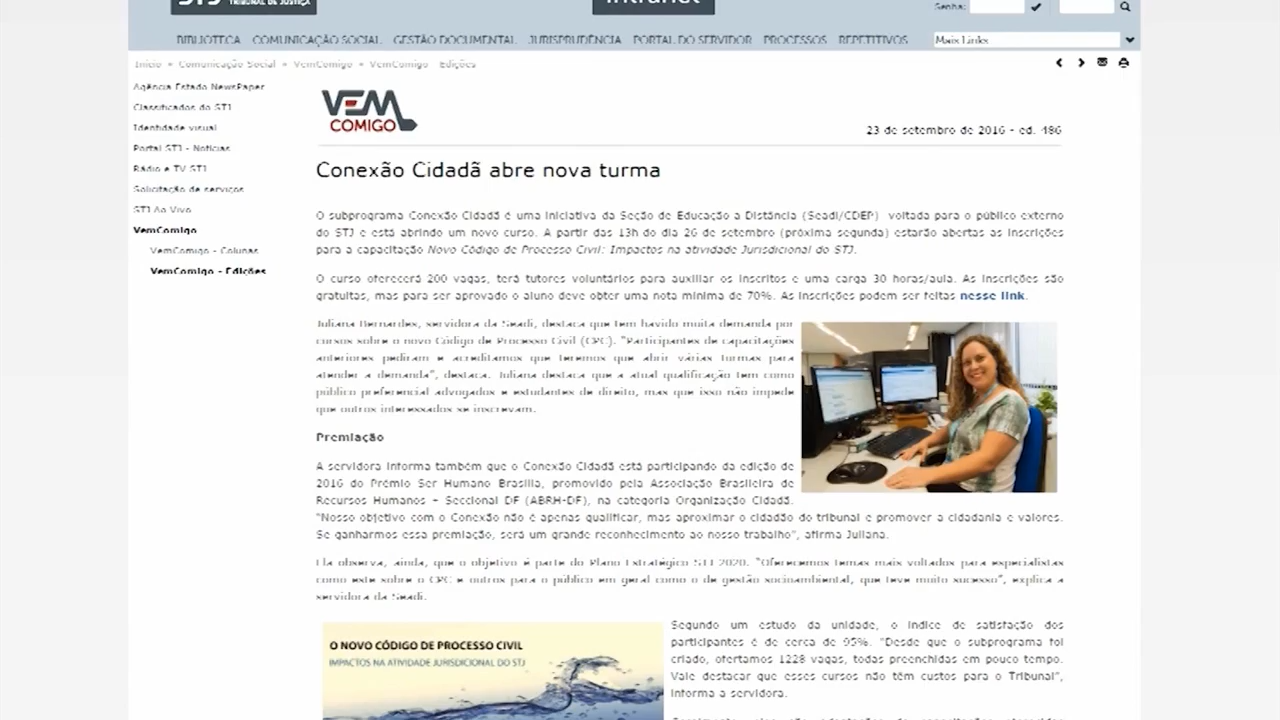 STJ TRIBUNAL DE JUSTIÇA
Intranet
Senha:
BIBLIOTECA COMUNICAÇÃO SOCIAL GESTÃO DOCUMENTAL JURISPRUDÊNCIA PORTAL DO SERVIDOR PROCESSOS REPETITIVOS Mais Links
Início • Comunicação Social • VemComigo • VemComigo - Edições
Agência Estado NewsPaper
Classificados do STJ
Identidade visual
Portal STJ - Notícias
Rádio e TV STJ
Solicitação de serviços
STJ Ao Vivo
VemComigo
VemComigo - Colunas
VemComigo - Edições
VEM
COMIGO
23 de setembro de 2016 - ed. 486
Conexão Cidadã abre nova turma
O subprograma Conexão Cidadã é uma iniciativa da Seção de Educação a Distância (Seadi/CDEP) voltada para o público externo
do STJ e está abrindo um novo curso. A partir das 13h do dia 26 de setembro (próxima segunda) estarão abertas as inscrições
para a capacitação Novo Código de Processo Civil: Impactos na atividade Jurisdicional do STJ.
O curso oferecerá 200 vagas, terá tutores voluntários para auxiliar os inscritos e uma carga 30 horas/aula. As inscrições são
gratuitas, mas para ser aprovado o aluno deve obter uma nota mínima de 70%. As inscrições podem ser feitas nesse link.
Juliana Bernardes, servidora da Seadi, destaca que tem havido muita demanda por
cursos sobre o novo Código de Processo Civil (CPC). "Participantes de capacitações
anteriores pediram e acreditamos que teremos que abrir várias turmas para
atender a demanda", destaca. Juliana destaca que a atual qualificação tem como
público preferencial advogados e estudantes de direito, mas que isso não impede
que outros interessados se inscrevam.
Premiação
A servidora informa também que o Conexão Cidadã está participando da edição de
2016 do Prêmio Ser Humano Brasília, promovido pela Associação Brasileira de
Recursos Humanos – Seccional DF (ABRH-DF), na categoria Organização Cidadã.
"Nosso objetivo com o Conexão não é apenas qualificar, mas aproximar o cidadão do tribunal e promover a cidadania e valores.
Se ganharmos essa premiação, será um grande reconhecimento ao nosso trabalho", afirma Juliana.
Ela observa, ainda, que o objetivo é parte do Plano Estratégico STJ 2020. "Oferecemos temas mais voltados para especialistas
como este sobre o CPC e outros para o público em geral como o de gestão socioambiental, que teve muito sucesso", explica a
servidora da Seadi.
O NOVO CÓDIGO DE PROCESSO CIVIL
IMPACTOS NA ATIVIDADE JURISDICIONAL DO STJ
Segundo um estudo da unidade, o índice de satisfação dos
participantes é de cerca de 95%. "Desde que o subprograma foi
criado, ofertamos 1228 vagas, todas preenchidas em pouco tempo.
Vale destacar que esses cursos não têm custos para o Tribunal",
informa a servidora.